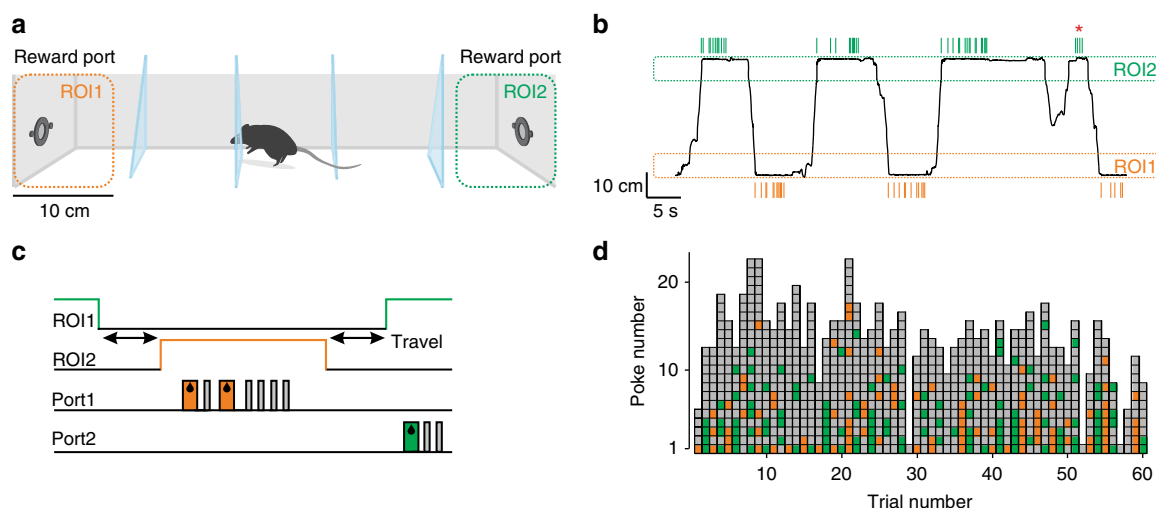 a
Reward port
Reward port
ROI1
ROI2
10 cm
b
*
ROI2
ROI1
10 cm
5 s
c
ROI1
Travel
ROI2
Port1
Port2
d
Poke number
20
10
1
10
20
30
40
50
60
Trial number